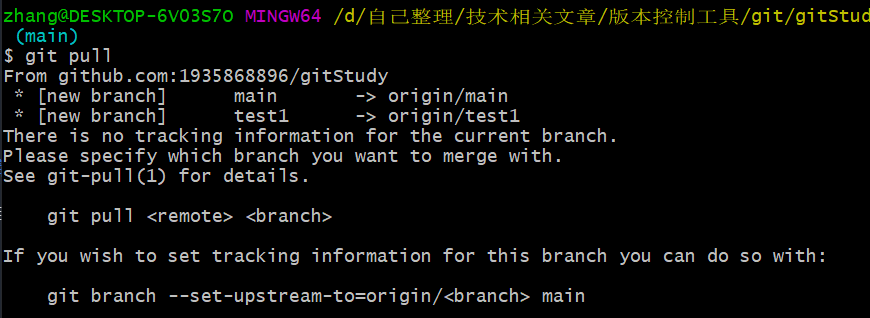 zhang@DESKTOP-6V03S7O MINGW64 /d/自己整理/技术相关文章/版本控制工具/git/gitStud
(main)
$ git pull
From github.com:1935868896/gitStudy
 * [new branch]      main       -> origin/main
 * [new branch]      test1      -> origin/test1
There is no tracking information for the current branch.
Please specify which branch you want to merge with.
See git-pull(1) for details.
    git pull <remote> <branch>
If you wish to set tracking information for this branch you can do so with:
    git branch --set-upstream-to=origin/<branch> main